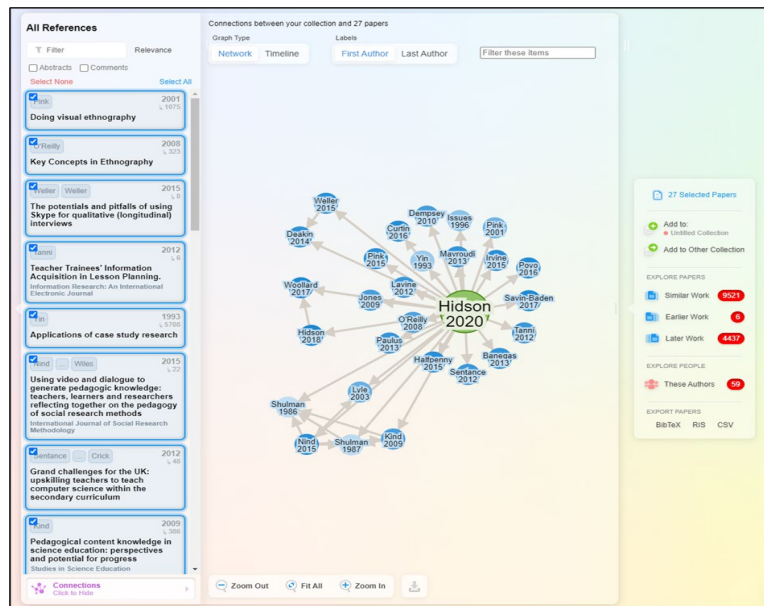 All References
Filter
Relevance
Abstracts
Comments
Select None
Select All
Pink
2001
1075
Doing visual ethnography
O'Reilly
2008
323
Key Concepts in Ethnography
Weller Weller
2015
8
The potentials and pitfalls of using
Skype for qualitative (longitudinal)
interviews
Tanni
2012
6
Teacher Trainees' Information
Acquisition in Lesson Planning.
Information Research: An International
Electronic Journal
Yin
1993
5798
Applications of case study research
Nind ... Wiles
2015
22
Using video and dialogue to
generate pedagogic knowledge:
teachers, learners and researchers
reflecting together on the pedagogy
of social research methods
International Journal of Social Research
Methodology
Sentance ... Crick
2012
48
Grand challenges for the UK:
upskilling teachers to teach
computer science within the
secondary curriculum
Kind
2009
386
Pedagogical content knowledge in
science education: perspectives
and potential for progress
Studies in Science Education
Connections
Click to Hide
Connections between your collection and 27 papers
Graph Type
Labels
Network
Timeline
First Author
Last Author
Filter these items
Weller
2015
Dempsey
2010
Issues
1996
Pink
2001
Curtin
2016
Deakin
2014
Pink
2015
Yin
1993
Mavroudi
2013
Irvine
2015
Povo
2016
Woollard
2017
Lavine
2012
Jones
2009
Savin-Baden
2017
Hidson
2020
O'Reilly
2008
Hidson
2018
Paulus
2013
Tanni
2012
Halfpenny
2015
Banegas
2013
Sentance
2012
Lyle
2003
Shulman
1986
Nind
2015
Shulman
1987
Kind
2009
Zoom Out
Fit All
Zoom In
27 Selected Papers
Add to:
Untitled Collection
Add to Other Collection
EXPLORE PAPERS
Similar Work 9521
Earlier Work 6
Later Work 4437
EXPLORE PEOPLE
These Authors 59
EXPORT PAPERS
BibTeX RIS CSV